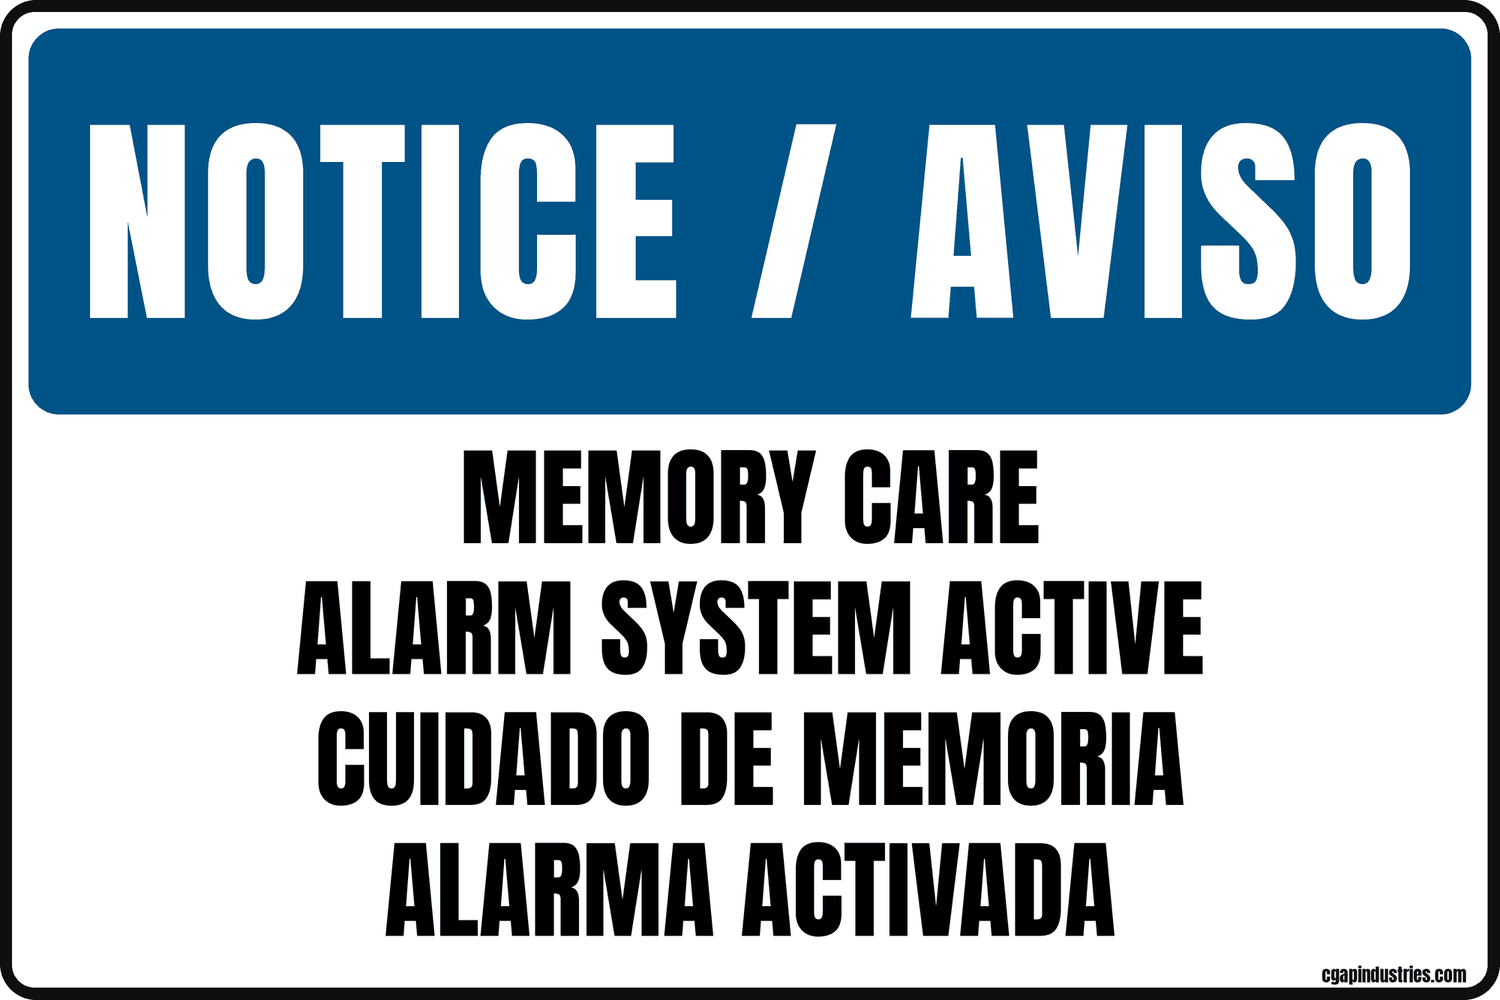 NOTICE / AVISO
MEMORY CARE
ALARM SYSTEM ACTIVE
CUIDADO DE MEMORIA
ALARMA ACTIVADA
cgapindustries.com